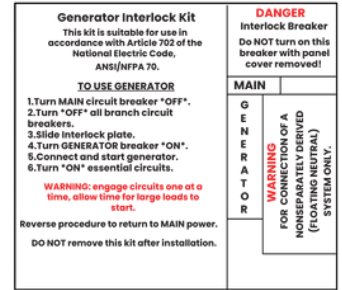 Generator Interlock Kit
This kit is suitable for use in
accordance with Article 702 of the
National Electric Code,
ANSI/NFPA 70.
TO USE GENERATOR
1.Turn MAIN circuit breaker *OFF*.
2.Turn *OFF* all branch circuit
breakers.
3.Slide Interlock plate.
4.Turn GENERATOR breaker *ON*.
5.Connect and start generator.
6.Turn *ON* essential circuits.
WARNING: engage circuits one at a
time, allow time for large loads to
start.
Reverse procedure to return to MAIN power.
DO NOT remove this kit after installation.
DANGER
Interlock Breaker
Do NOT turn on this
breaker with panel
cover removed!
MAIN
GENERATOR
WARNING
FOR CONNECTION OF A
NONSEPARATELY DERIVED
(FLOATING NEUTRAL)
SYSTEM ONLY.